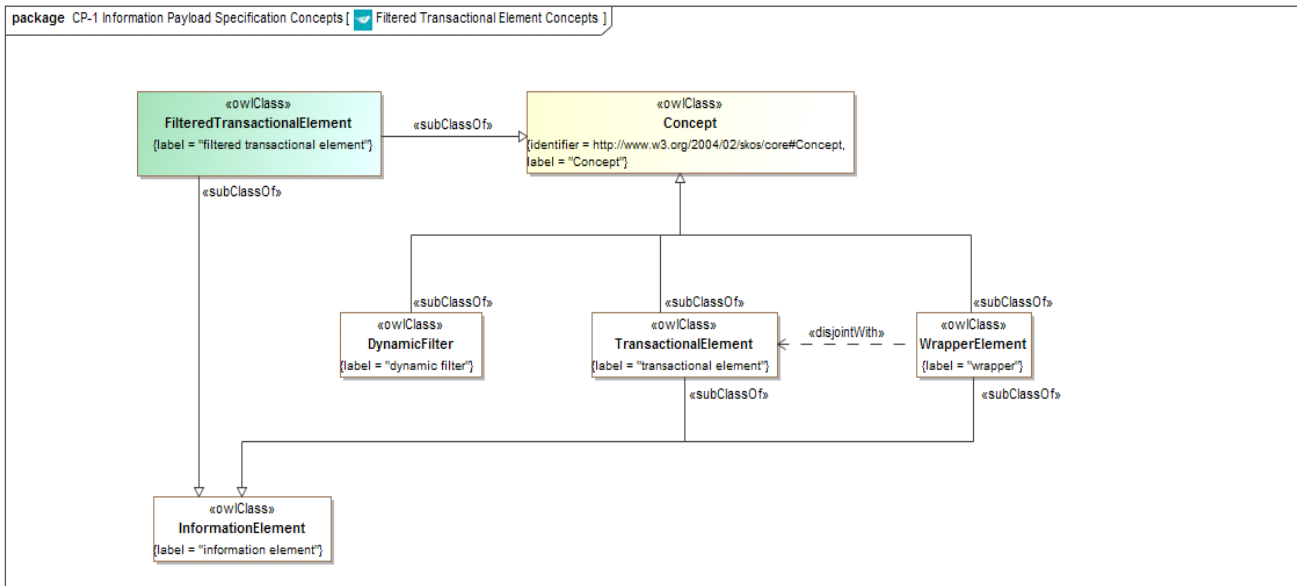 package CP-1 Information Payload Specification Concepts [ Filtered Transactional Element Concepts ]
«owlClass»
FilteredTransactionalElement
{label = "filtered transactional element"}
«subClassOf»
«owlClass»
Concept
{identifier = http://www.w3.org/2004/02/skos/core#Concept,
label = "Concept"}
«subClassOf»
«subClassOf»
«subClassOf»
«subClassOf»
«owlClass»
DynamicFilter
{label = "dynamic filter"}
«owlClass»
TransactionalElement
{label = "transactional element"}
«disjointWith»
«owlClass»
WrapperElement
{label = "wrapper"}
«subClassOf»
«subClassOf»
«owlClass»
InformationElement
{label = "information element"}